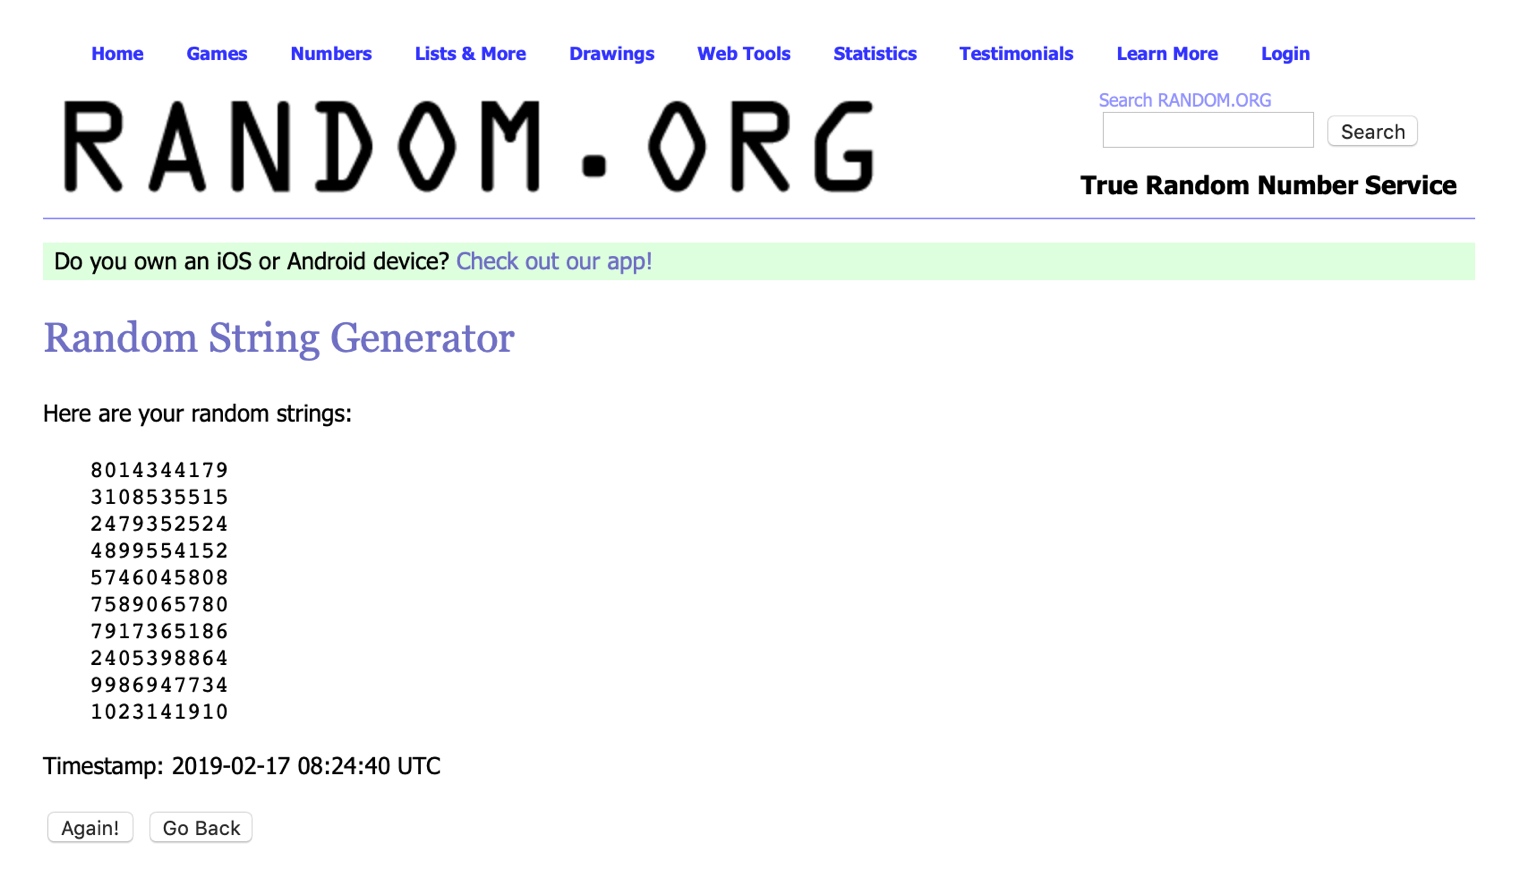 Home Games Numbers Lists & More Drawings Web Tools Statistics Testimonials Learn More Login
RANDOM.ORG
Search RANDOM.ORG
Search
True Random Number Service
Do you own an iOS or Android device? Check out our app!
Random String Generator
Here are your random strings:
8014344179
3108535515
2479352524
4899554152
5746045808
7589065780
7917365186
2405398864
9986947734
1023141910
Timestamp: 2019-02-17 08:24:40 UTC
Again! Go Back